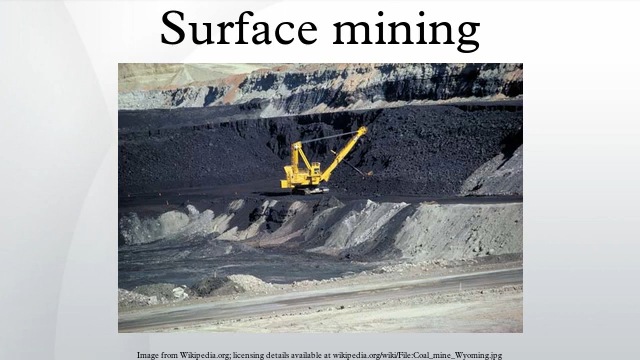 Surface mining
Image from Wikipedia.org; licensing details available at wikipedia.org/wiki/File:Coal_mine_Wyoming.jpg